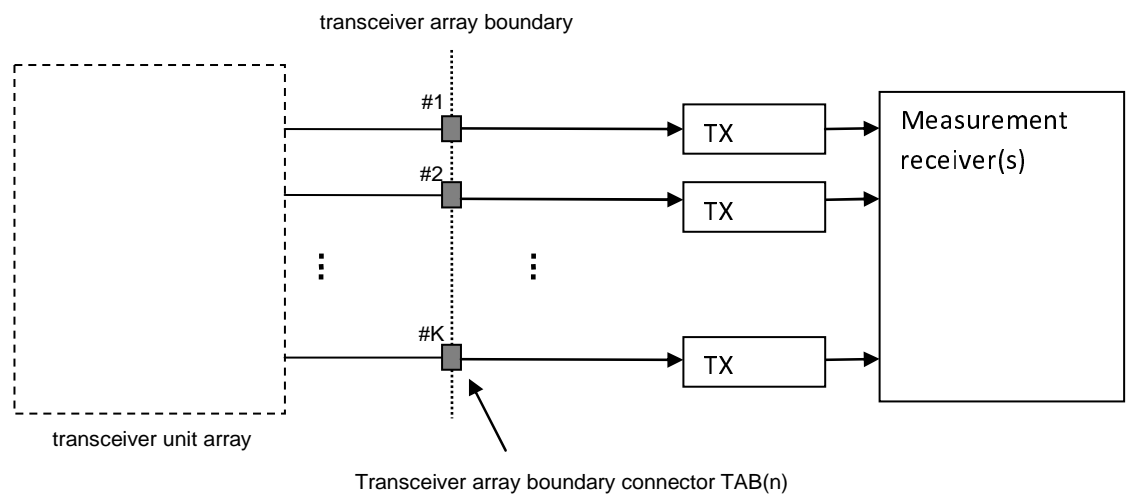 transceiver array boundary
#1
TX
Measurement
receiver(s)
#2
TX
#K
TX
transceiver unit array
Transceiver array boundary connector TAB(n)